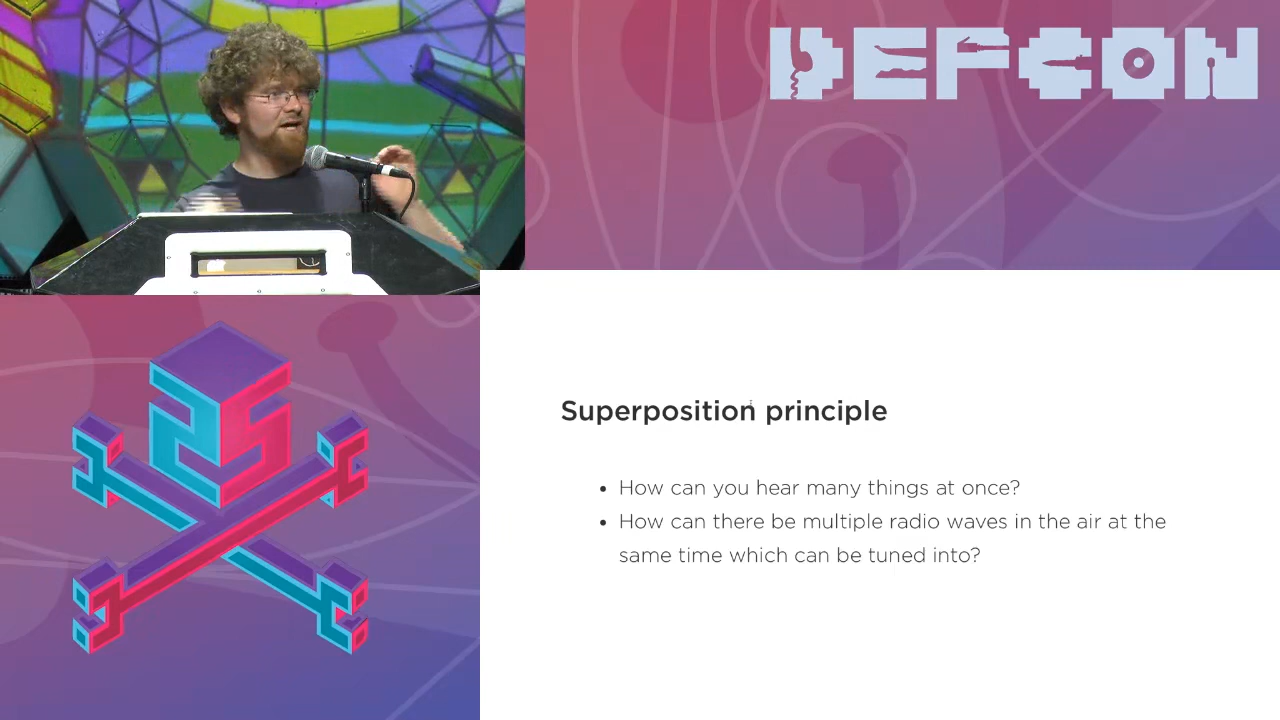 DEFCON
Superposition principle
• How can you hear many things at once?
• How can there be multiple radio waves in the air at the
same time which can be tuned into?
25